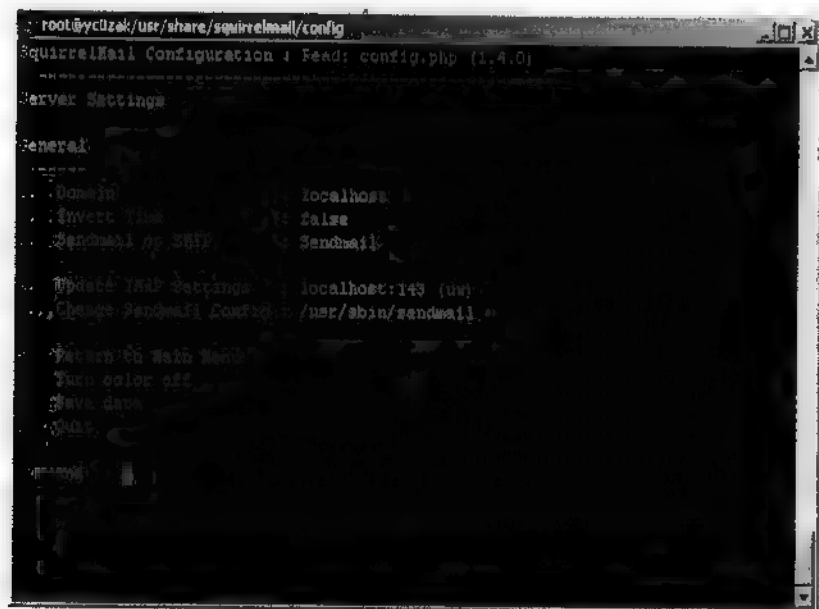 root@yclizak/usr/share/squirrelmail/config
SquirrelMail Configuration : Read: config.php (1.4.0)
Server Settings
General
Domain : localhost
Invert Time : false
Sendmail or SMTP : Sendmail
Update IMAP Settings : localhost:143 (uw)
Change Sendmail Config : /usr/sbin/sendmail
Return to Main Menu
Turn color off
Save data
Quit